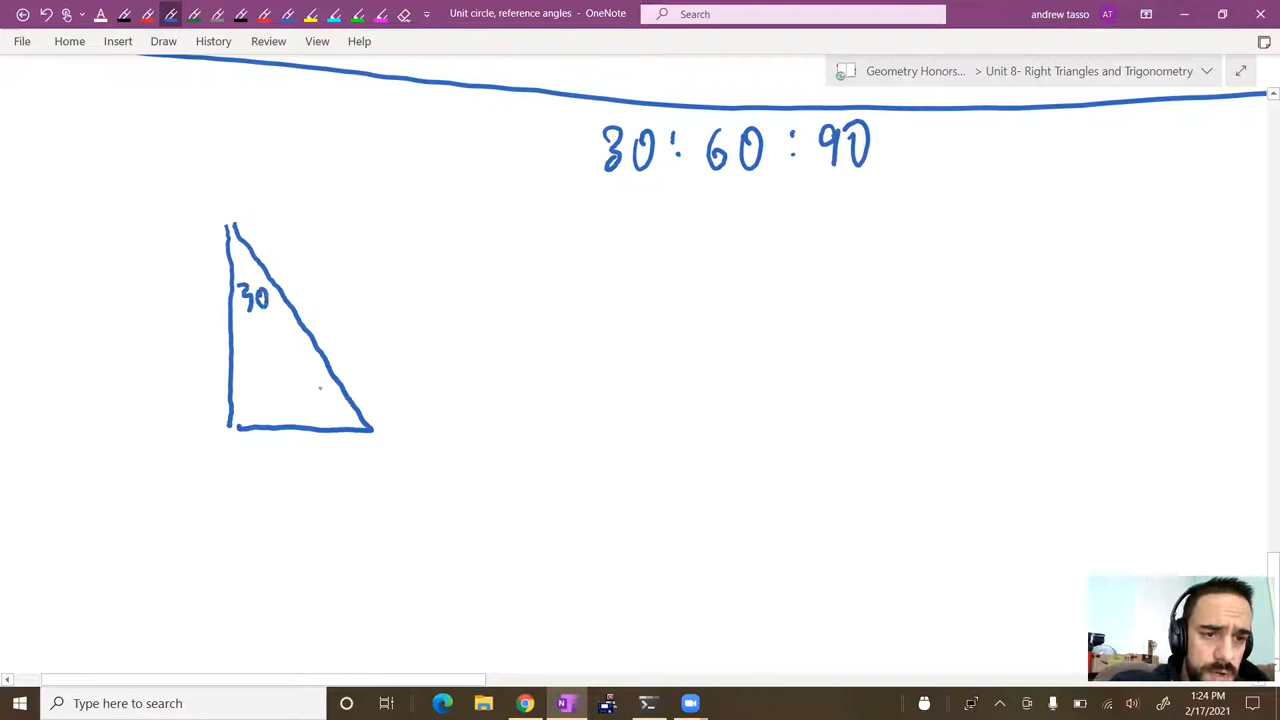 Unit circle, reference angles - OneNote
Search
andrew tasso
AT
File Home Insert Draw History Review View Help
Geometry Honors... > Unit 8- Right Triangles and Trigonometry
30 : 60 : 90
30
Type here to search
1:24 PM
2/17/2021